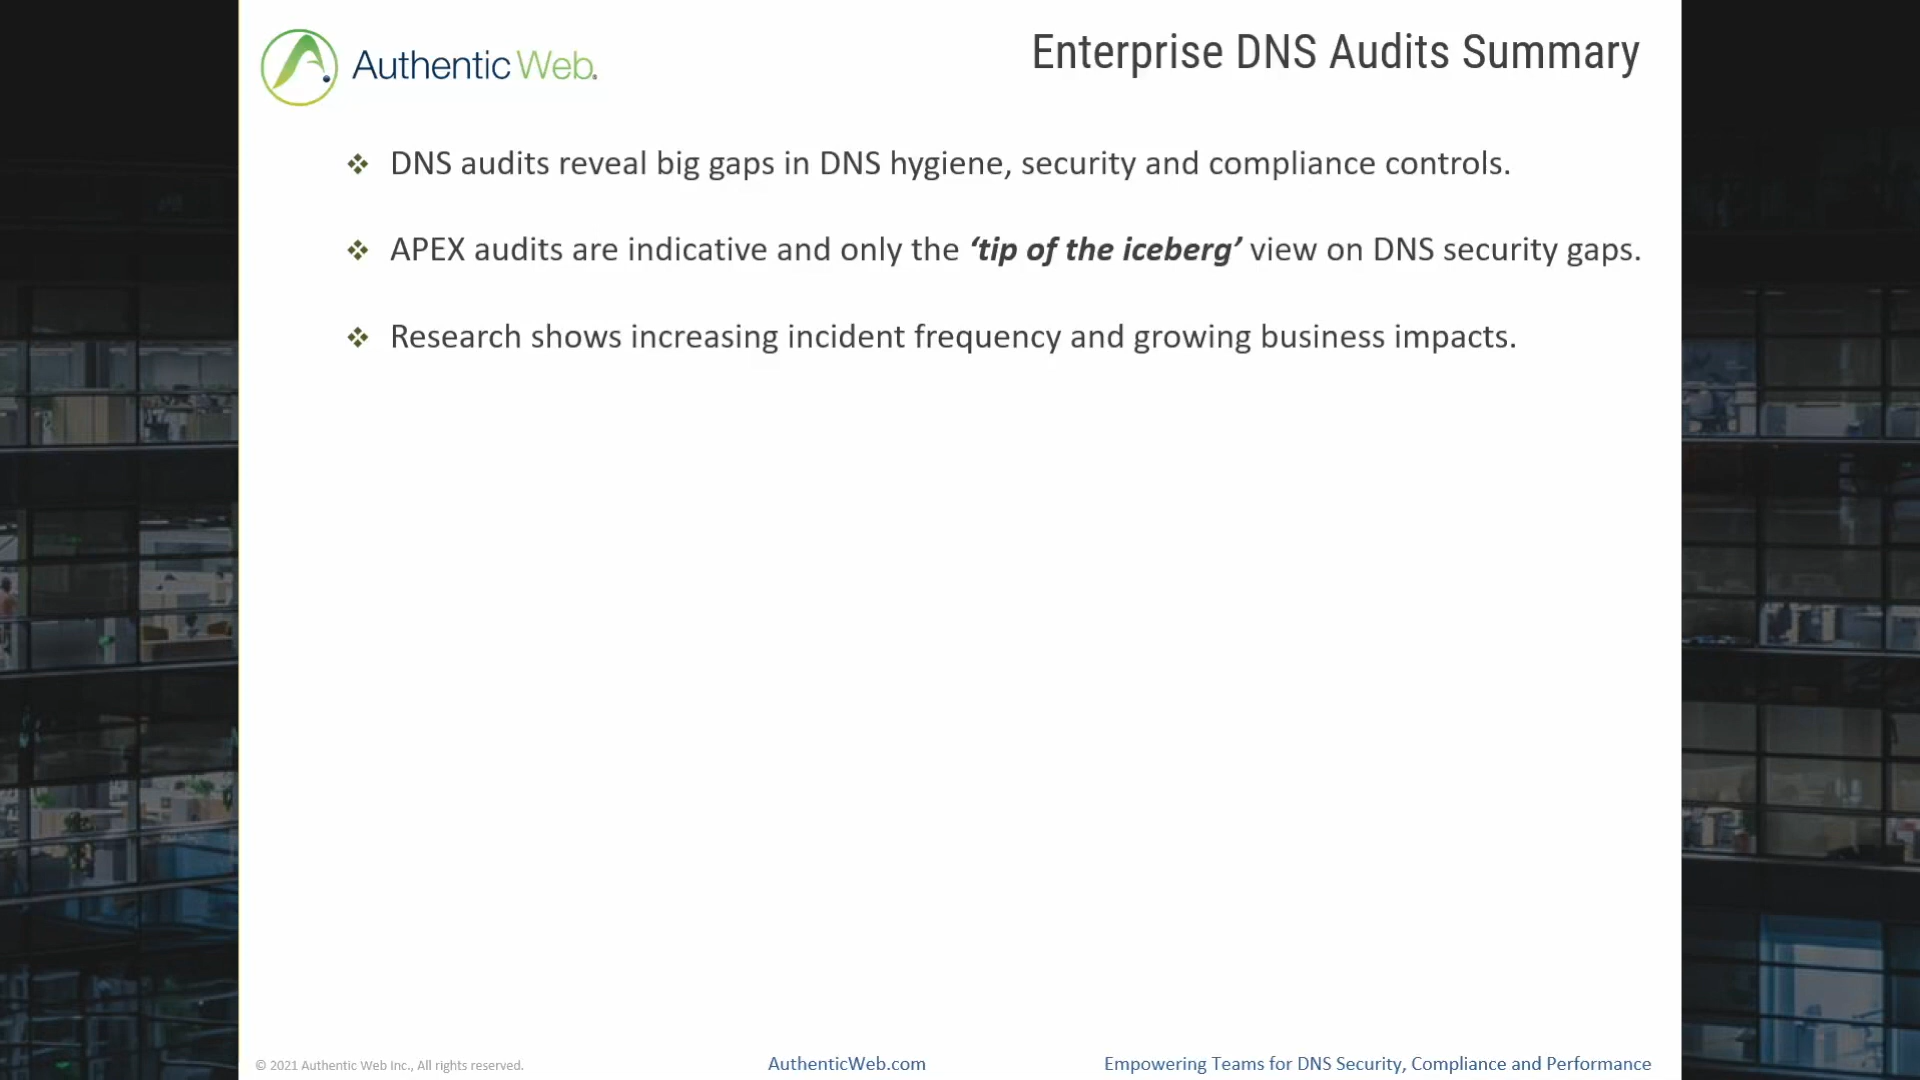 Authentic Web.
Enterprise DNS Audits Summary
❖ DNS audits reveal big gaps in DNS hygiene, security and compliance controls.
❖ APEX audits are indicative and only the ‘tip of the iceberg’ view on DNS security gaps.
❖ Research shows increasing incident frequency and growing business impacts.
© 2021 Authentic Web Inc., All rights reserved.
AuthenticWeb.com
Empowering Teams for DNS Security, Compliance and Performance